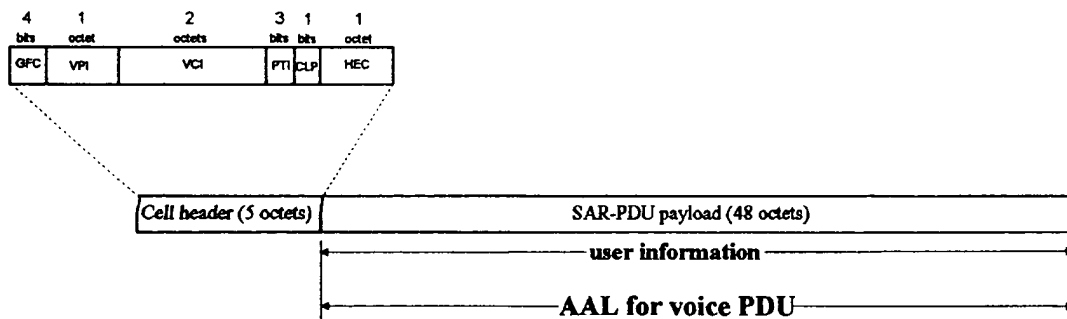 4 1 2 3 1 1
bits octet octets bits bits octet
GFC VPI VCI PTI CLP HEC
Cell header (5 octets) SAR-PDU payload (48 octets)
user information
AAL for voice PDU